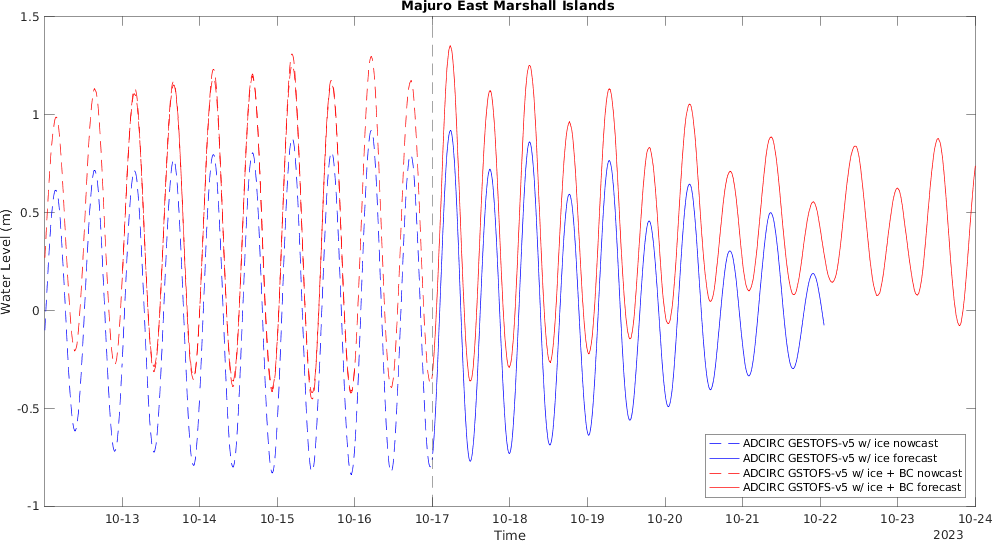 Majuro East Marshall Islands
1.5
1
0.5
0
-0.5
-1
Water Level (m)
10-13
10-14
10-15
10-16
10-17
10-18
10-19
10-20
10-21
10-22
10-23
10-24
Time
2023
ADCIRC GESTOFS-v5 w/ ice nowcast
ADCIRC GESTOFS-v5 w/ ice forecast
ADCIRC GSTOFS-v5 w/ ice + BC nowcast
ADCIRC GSTOFS-v5 w/ ice + BC forecast